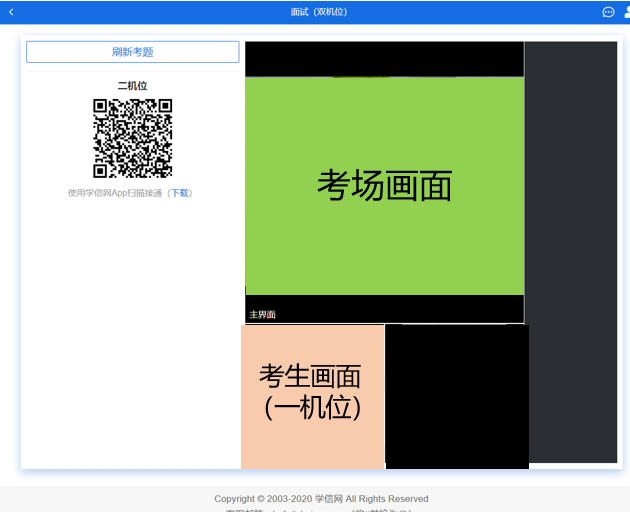 面试（双机位）
刷新考题
二机位
使用学信网App扫描接通（下载）
考场画面
主界面
考生画面
（一机位）
Copyright © 2003-2020 学信网 All Rights Reserved